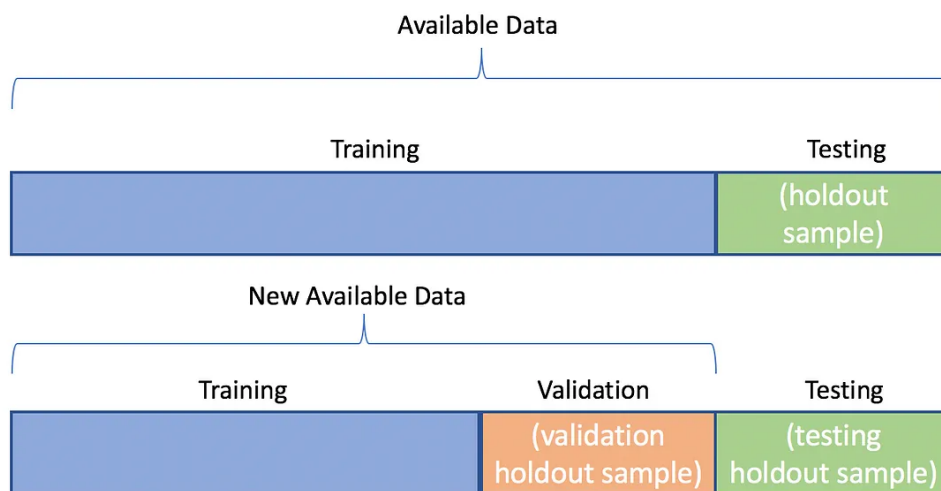 Available Data
Training
Testing
(holdout
sample)
New Available Data
Training
Validation
Testing
(validation
holdout sample)
(testing
holdout sample)